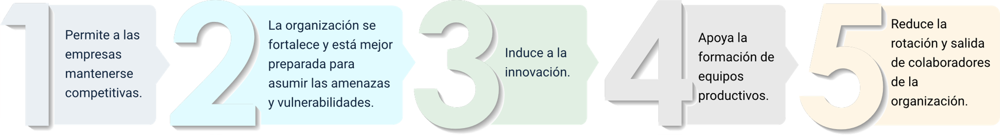 1
Permite a las
empresas
mantenerse
competitivas.
2
La organización se
fortalece y está mejor
preparada para
asumir las amenazas
y vulnerabilidades.
3
Induce a la
innovación.
4
Apoya la
formación de
equipos
productivos.
5
Reduce la
rotación y salida
de colaboradores
de la
organización.